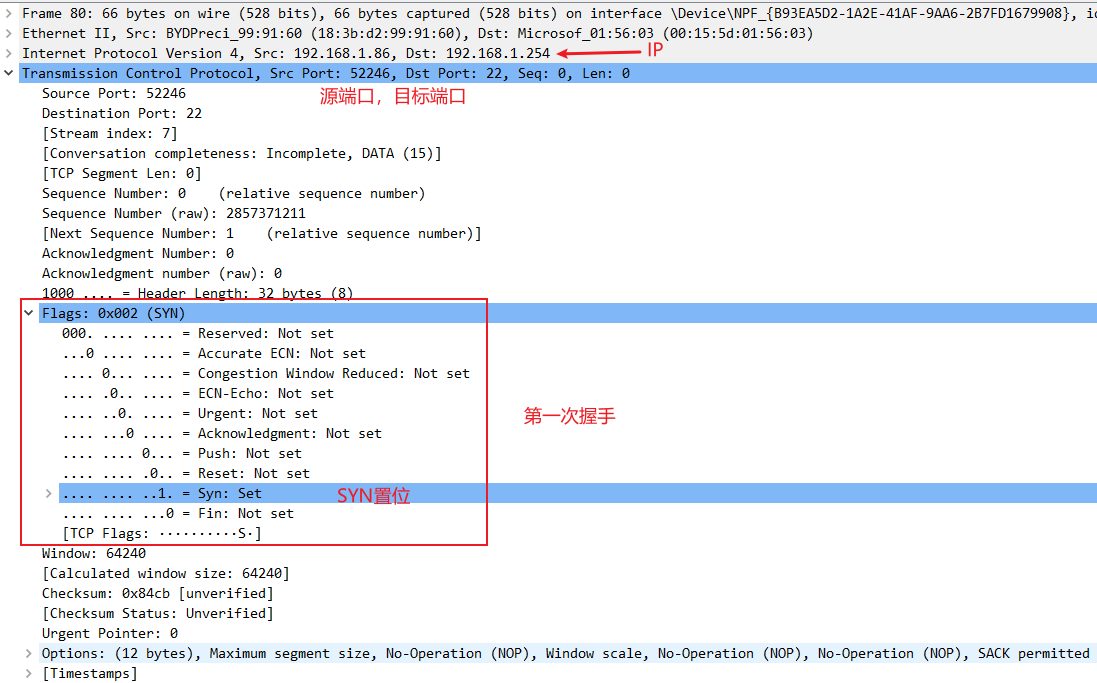 Frame 80: 66 bytes on wire (528 bits), 66 bytes captured (528 bits) on interface \Device\NPF_{B93EA5D2-1A2E-41AF-9AA6-2B7FD1679908}, id
Ethernet II, Src: BYDPreci_99:91:60 (18:3b:d2:99:91:60), Dst: Microsof_01:56:03 (00:15:5d:01:56:03)
Internet Protocol Version 4, Src: 192.168.1.86, Dst: 192.168.1.254 IP
Transmission Control Protocol, Src Port: 52246, Dst Port: 22, Seq: 0, Len: 0
Source Port: 52246
源端口，目标端口
Destination Port: 22
[Stream index: 7]
[Conversation completeness: Incomplete, DATA (15)]
[TCP Segment Len: 0]
Sequence Number: 0    (relative sequence number)
Sequence Number (raw): 2857371211
[Next Sequence Number: 1    (relative sequence number)]
Acknowledgment Number: 0
Acknowledgment number (raw): 0
1000 .... = Header Length: 32 bytes (8)
Flags: 0x002 (SYN)
000. .... .... = Reserved: Not set
...0 .... .... = Accurate ECN: Not set
.... 0... .... = Congestion Window Reduced: Not set
.... .0.. .... = ECN-Echo: Not set
.... ..0. .... = Urgent: Not set
第一次握手
.... ...0 .... = Acknowledgment: Not set
.... .... 0... = Push: Not set
.... .... .0.. = Reset: Not set
.... .... ..1. = Syn: Set SYN置位
.... .... ...0 = Fin: Not set
[TCP Flags: ··········S·]
Window: 64240
[Calculated window size: 64240]
Checksum: 0x84cb [unverified]
[Checksum Status: Unverified]
Urgent Pointer: 0
Options: (12 bytes), Maximum segment size, No-Operation (NOP), Window scale, No-Operation (NOP), No-Operation (NOP), SACK permitted
[Timestamps]